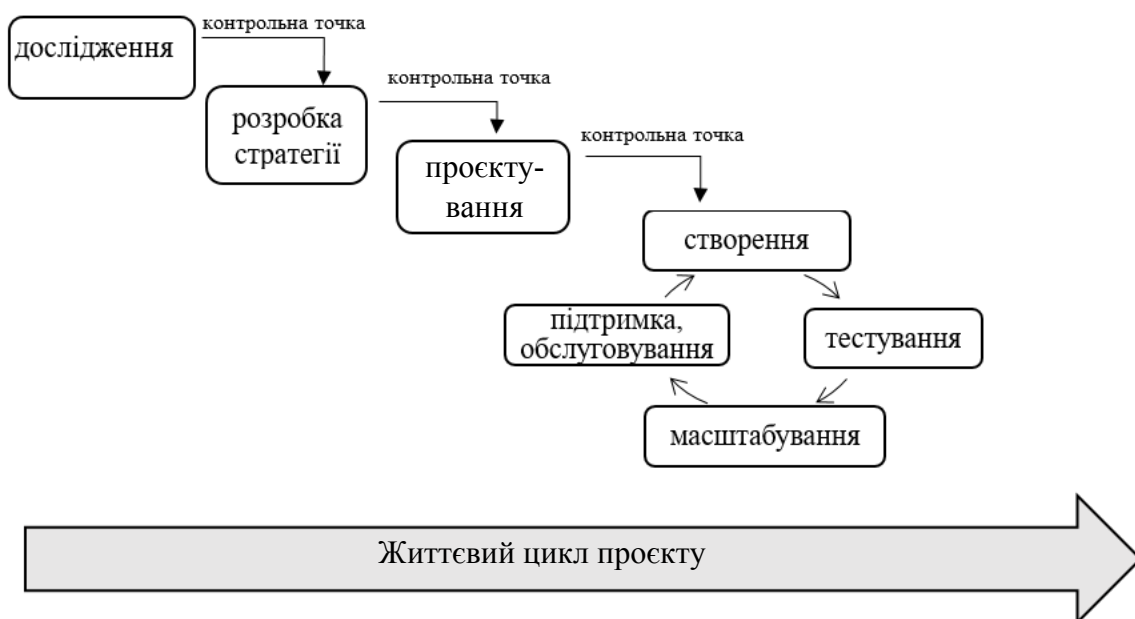 контрольна точка
дослідження
контрольна точка
розробка
стратегії
контрольна точка
проєкту-
вання
створення
підтримка,
обслуговування
тестування
масштабування
Життєвий цикл проєкту